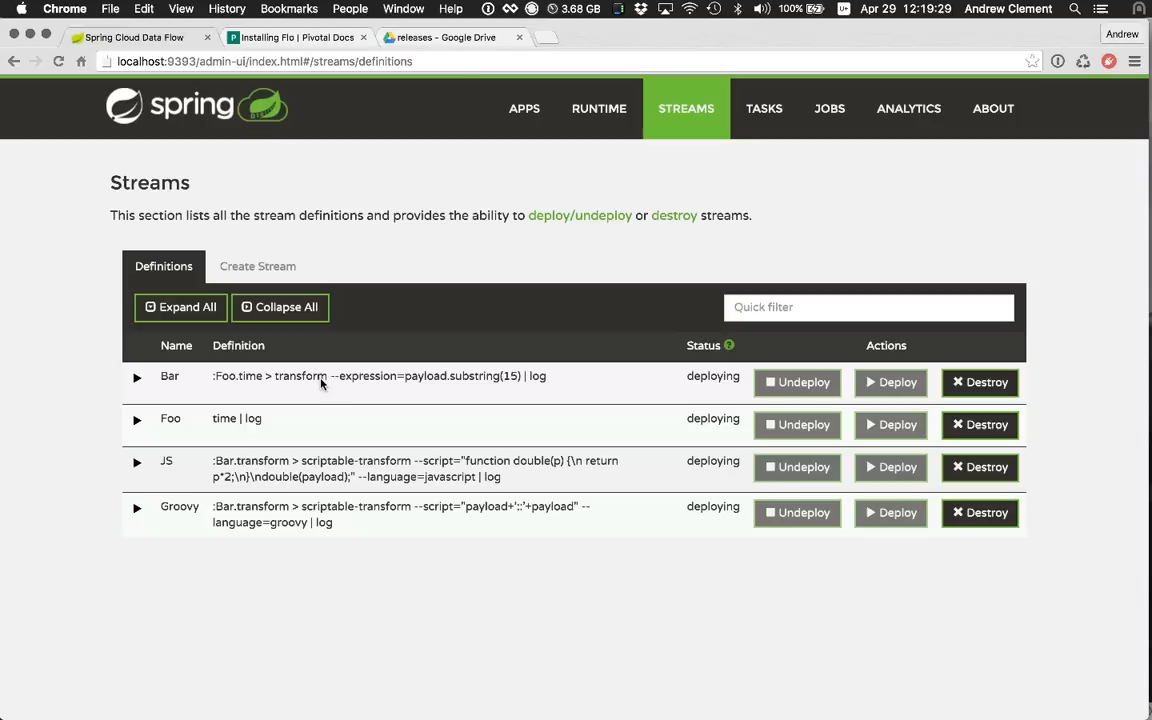 Chrome File Edit View History Bookmarks People Window Help 3.68 GB 100% Apr 29 12:19:29 Andrew Clement
Spring Cloud Data Flow × Installing Flo | Pivotal Docs × releases - Google Drive × Andrew
localhost:9393/admin-ui/index.html#/streams/definitions
spring APPS RUNTIME STREAMS TASKS JOBS ANALYTICS ABOUT
Streams
This section lists all the stream definitions and provides the ability to deploy/undeploy or destroy streams.
Definitions Create Stream
Expand All Collapse All Quick filter
Name Definition Status Actions
Bar :Foo.time > transform --expression=payload.substring(15) | log deploying Undeploy Deploy Destroy
Foo time | log deploying Undeploy Deploy Destroy
JS :Bar.transform > scriptable-transform --script="function double(p) {\n return deploying Undeploy Deploy Destroy
p*2;\n}\ndouble(payload);" --language=javascript | log
Groovy :Bar.transform > scriptable-transform --script="payload+'::'+payload" -- deploying Undeploy Deploy Destroy
language=groovy | log